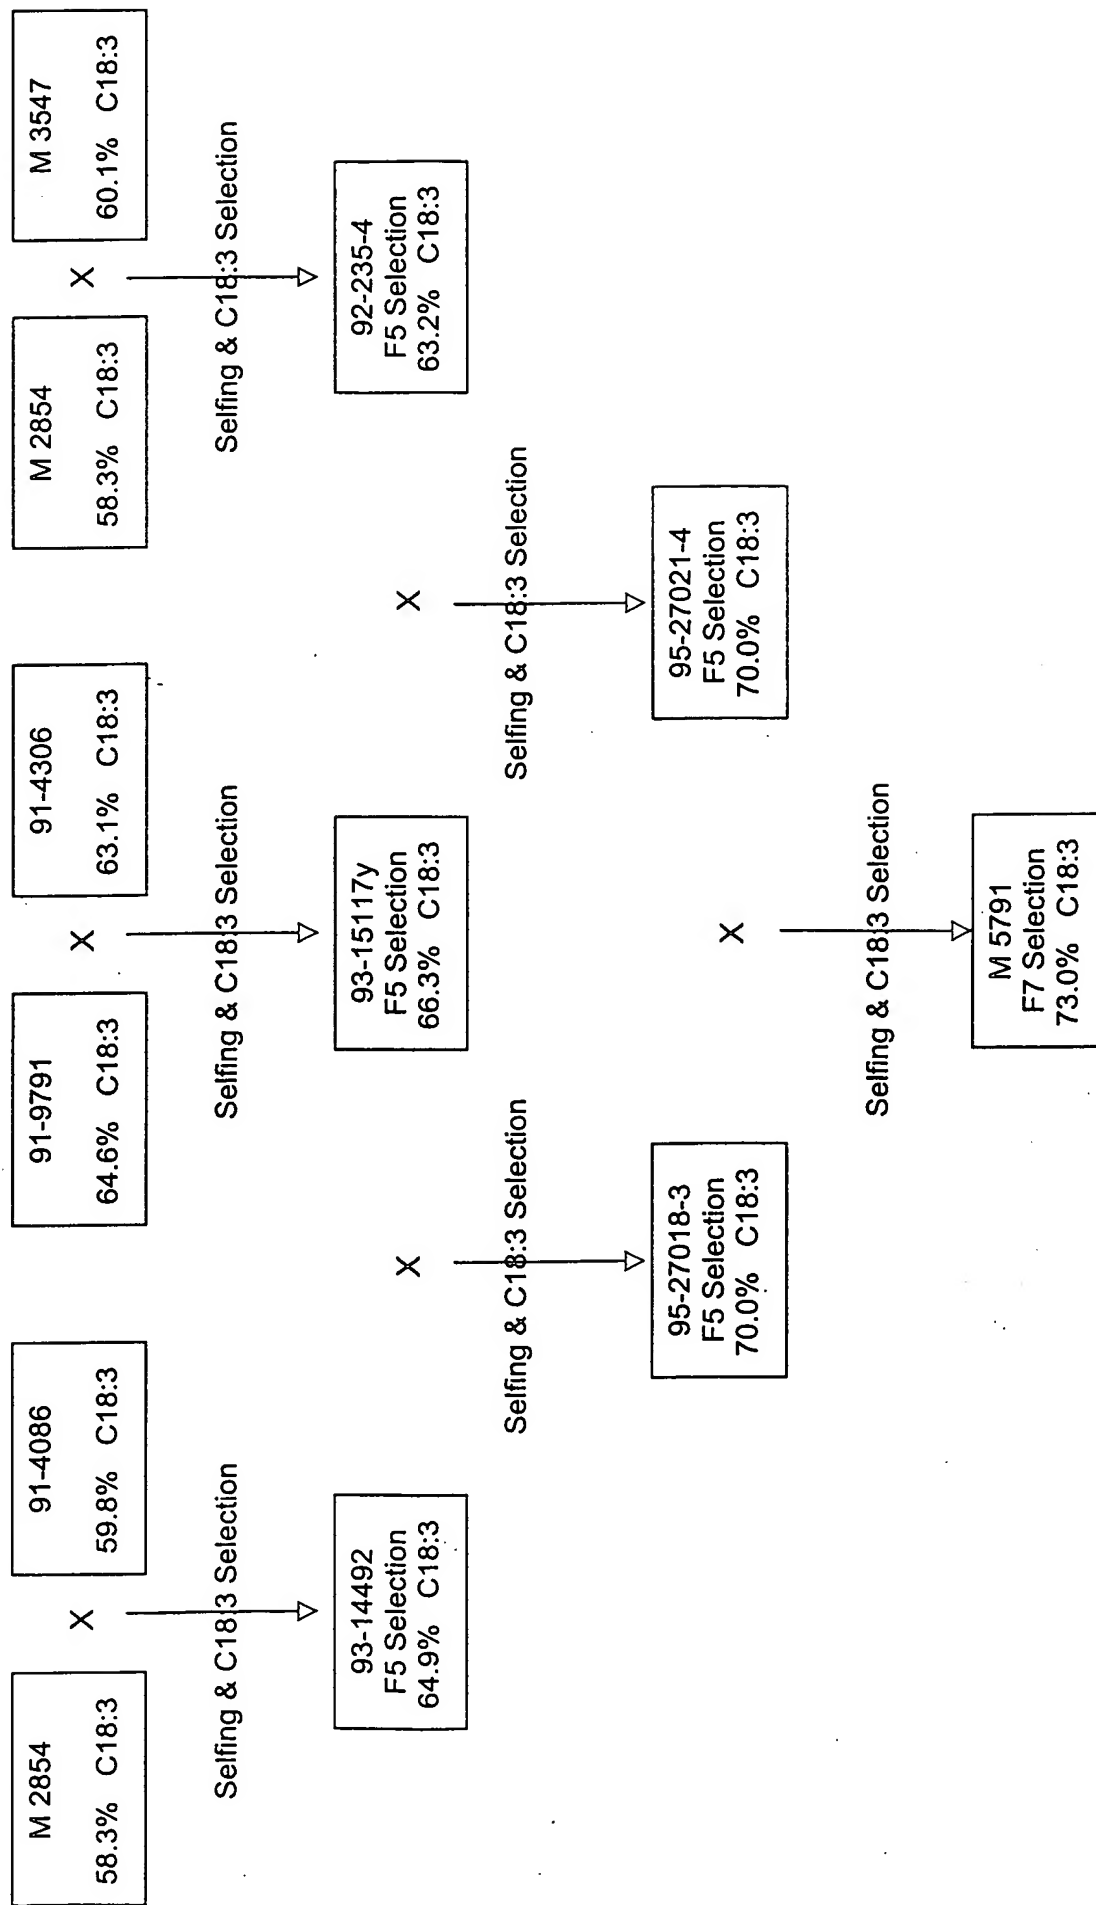 M 2854
58.3% C18:3
X
91-4086
59.8% C18:3
91-9791
64.6% C18:3
X
91-4306
63.1% C18:3
M 2854
58.3% C18:3
X
M 3547
60.1% C18:3
Selfing & C18:3 Selection
Selfing & C18:3 Selection
Selfing & C18:3 Selection
93-14492
F5 Selection
64.9% C18:3
X
93-15117y
F5 Selection
66.3% C18:3
X
92-235-4
F5 Selection
63.2% C18:3
Selfing & C18:3 Selection
Selfing & C18:3 Selection
95-27018-3
F5 Selection
70.0% C18:3
X
95-27021-4
F5 Selection
70.0% C18:3
Selfing & C18:3 Selection
M 5791
F7 Selection
73.0% C18:3